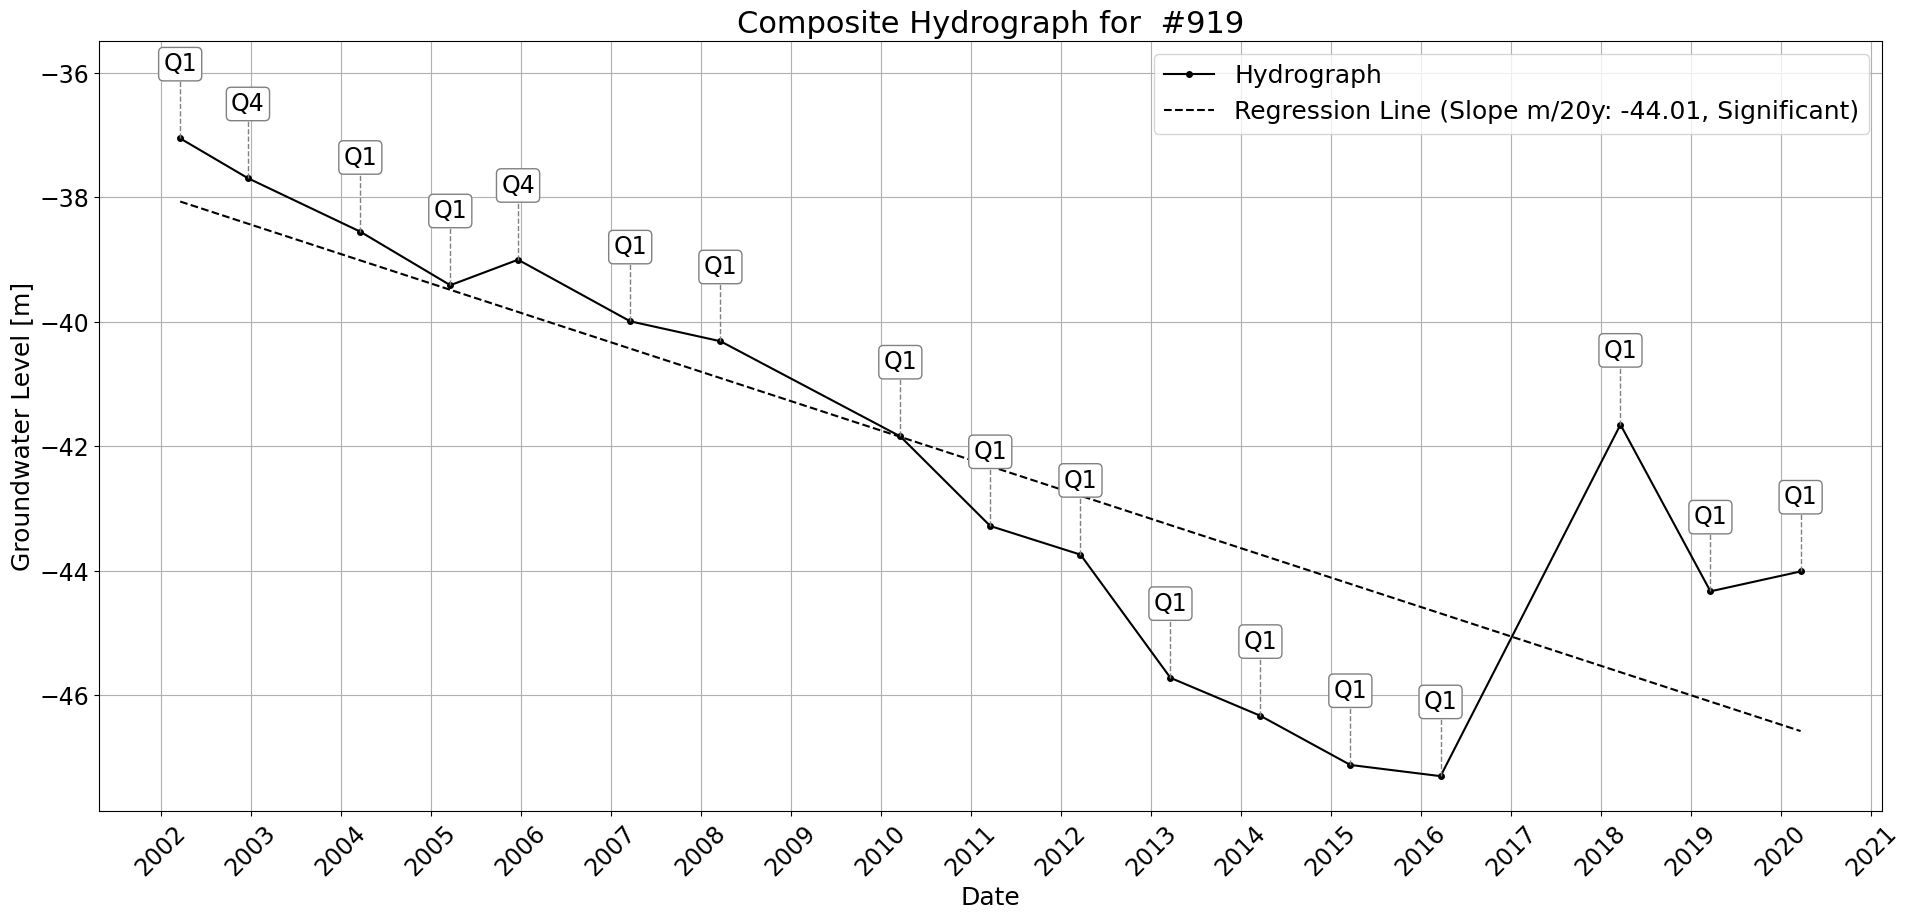 Composite Hydrograph for  #919
Hydrograph
Regression Line (Slope m/20y: -44.01, Significant)
Groundwater Level [m]
−36
−38
−40
−42
−44
−46
Q1
Q4
Q1
Q1
Q4
Q1
Q1
Q1
Q1
Q1
Q1
Q1
Q1
Q1
Q1
Q1
Q1
2002
2003
2004
2005
2006
2007
2008
2009
2010
2011
2012
2013
2014
2015
2016
2017
2018
2019
2020
2021
Date